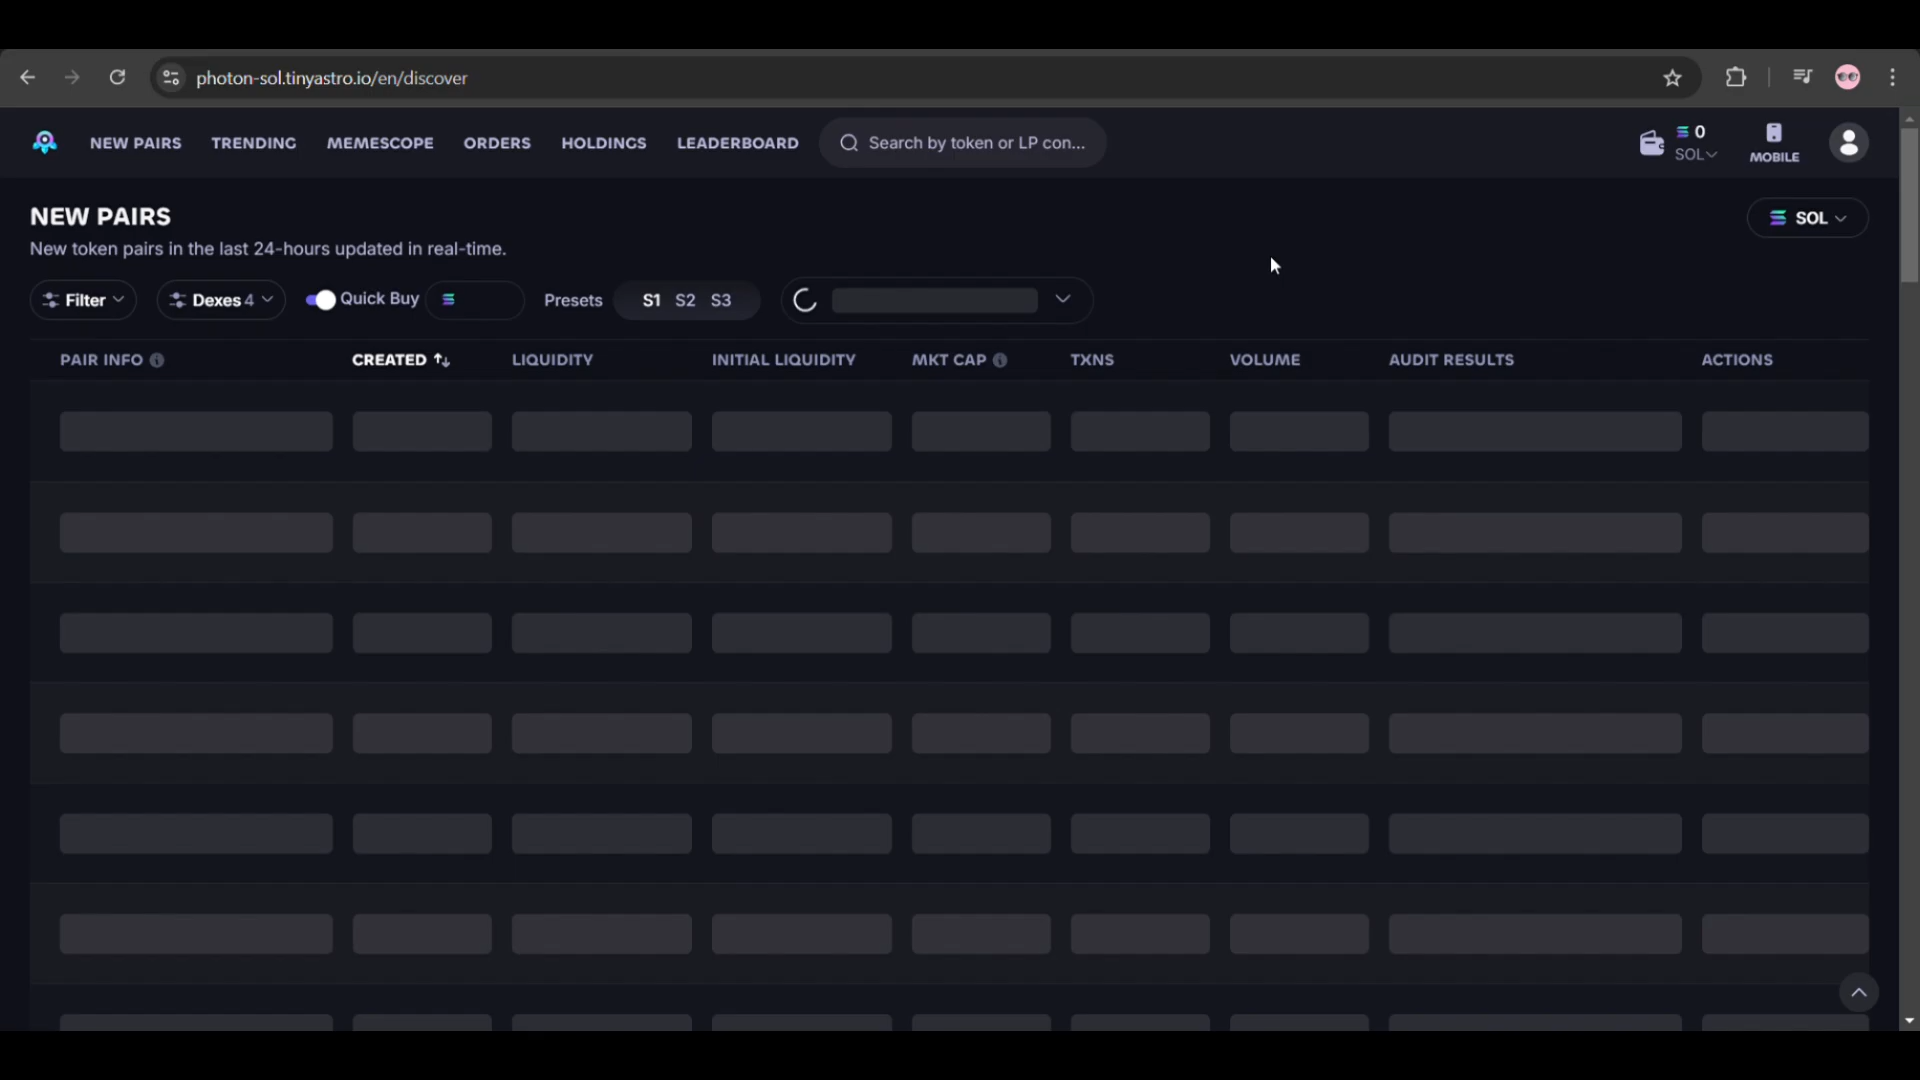 photon-sol.tinyastro.io/en/discover
NEW PAIRS TRENDING MEMESCOPE ORDERS HOLDINGS LEADERBOARD Search by token or LP con... 0 SOL MOBILE
NEW PAIRS
SOL
New token pairs in the last 24-hours updated in real-time.
Filter Dexes 4 Quick Buy Presets S1 S2 S3
PAIR INFO CREATED LIQUIDITY INITIAL LIQUIDITY MKT CAP TXNS VOLUME AUDIT RESULTS ACTIONS